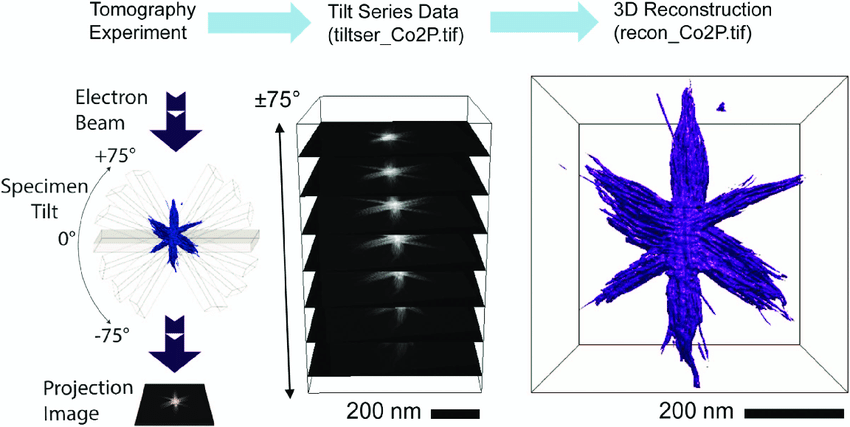 Tomography
Experiment
Tilt Series Data
(tiltser_Co2P.tif)
3D Reconstruction
(recon_Co2P.tif)
Electron
Beam
+75°
Specimen
Tilt
0°
-75°
Projection
Image
±75°
200 nm
200 nm